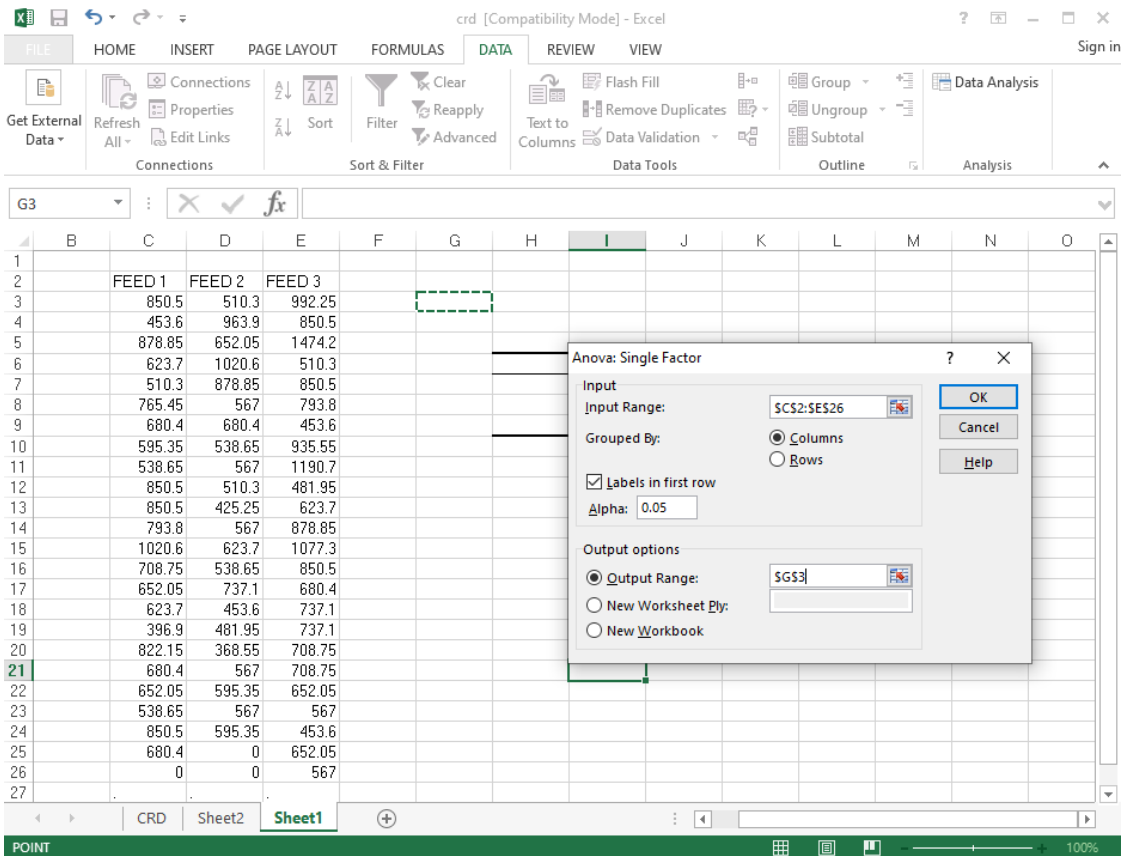 crd [Compatibility Mode] - Excel
FILE HOME INSERT PAGE LAYOUT FORMULAS DATA REVIEW VIEW Sign in
Get External Data
Refresh All
Connections
Properties
Edit Links
Connections
Sort
Filter
Clear
Reapply
Advanced
Sort & Filter
Text to Columns
Flash Fill
Remove Duplicates
Data Validation
Data Tools
Group
Ungroup
Subtotal
Outline
Data Analysis
Analysis
G3 fx
B C D E F G H I J K L M N O
1
2 FEED 1 FEED 2 FEED 3
3 850.5 510.3 992.25
4 453.6 963.9 850.5
5 878.85 652.05 1474.2
6 623.7 1020.6 510.3
7 510.3 878.85 850.5
8 765.45 567 793.8
9 680.4 680.4 453.6
10 595.35 538.65 935.55
11 538.65 567 1190.7
12 850.5 510.3 481.95
13 850.5 425.25 623.7
14 793.8 567 878.85
15 1020.6 623.7 1077.3
16 708.75 538.65 850.5
17 652.05 737.1 680.4
18 623.7 453.6 737.1
19 396.9 481.95 737.1
20 822.15 368.55 708.75
21 680.4 567 708.75
22 652.05 595.35 652.05
23 538.65 567 567
24 850.5 595.35 453.6
25 680.4 0 652.05
26 0 0 567
27 . . .
Anova: Single Factor ?
Input
Input Range: $C$2:$E$26
Grouped By: Columns
Rows
Labels in first row
Alpha: 0.05
Output options
Output Range: $G$3
New Worksheet Ply:
New Workbook
OK
Cancel
Help
CRD Sheet2 Sheet1
POINT 100%